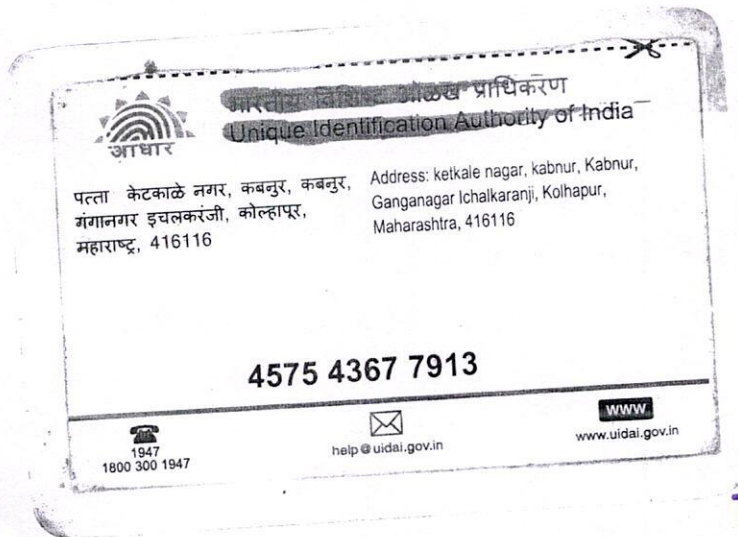 आधार
भारतीय विशिष्ट ओळख प्राधिकरण
Unique Identification Authority of India
पत्ता केटकाळे नगर, कबनुर, कबनुर,
गंगानगर इचलकरंजी, कोल्हापूर,
महाराष्ट्र, 416116
Address: ketkale nagar, kabnur, Kabnur,
Ganganagar Ichalkaranji, Kolhapur,
Maharashtra, 416116
4575 4367 7913
1947
1800 300 1947
help@uidai.gov.in
www
www.uidai.gov.in